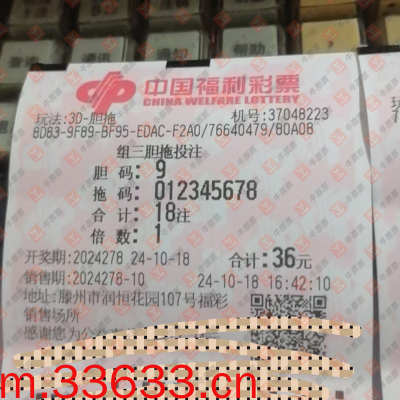 中国福利彩票
CHINA WELFARE LOTTERY
玩法:3D-胆拖 机号:37048223
8D83-9F89-BF95-EDAC-F2A0/76640479/80A0B
组三胆拖投注
胆 码: 9
拖 码: 012345678
合 计: 18注
倍 数: 1
开奖期:2024278 24-10-18 合计:36元
销售期:2024278-10 24-10-18 16:42:10
地址:滕州市润恒花园107号福彩
销售场所
感谢您为公
m.33633.cn